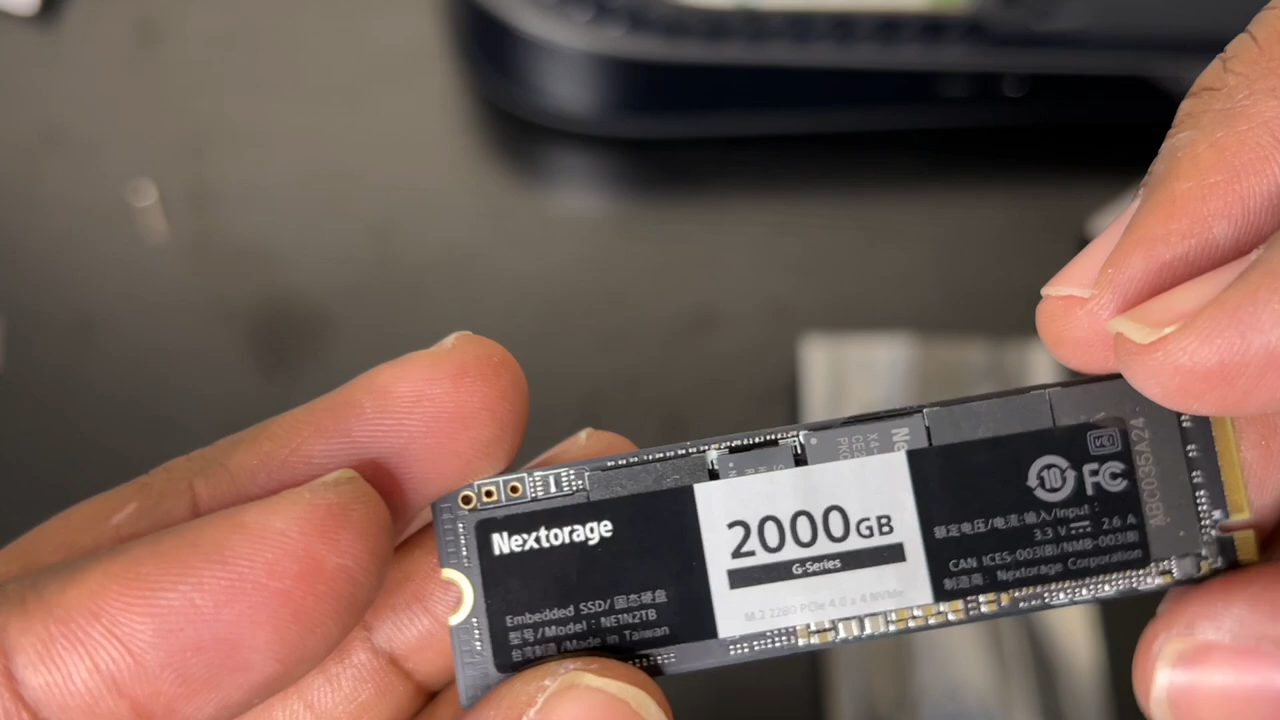 Nextorage
Embedded SSD/ 固态硬盘
型号/Model : NE1N2TB
台湾制造/Made in Taiwan
2000GB
G-Series
M.2 2280 PCIe 4.0 x 4 NVMe
10 FC
额定电压/电流:输入/Input :
3.3 V 2.6 A
CAN ICES-003(B)/NMB-003(B)
制造商: Nextorage Corporation
ABC035A24
Ne
X4-